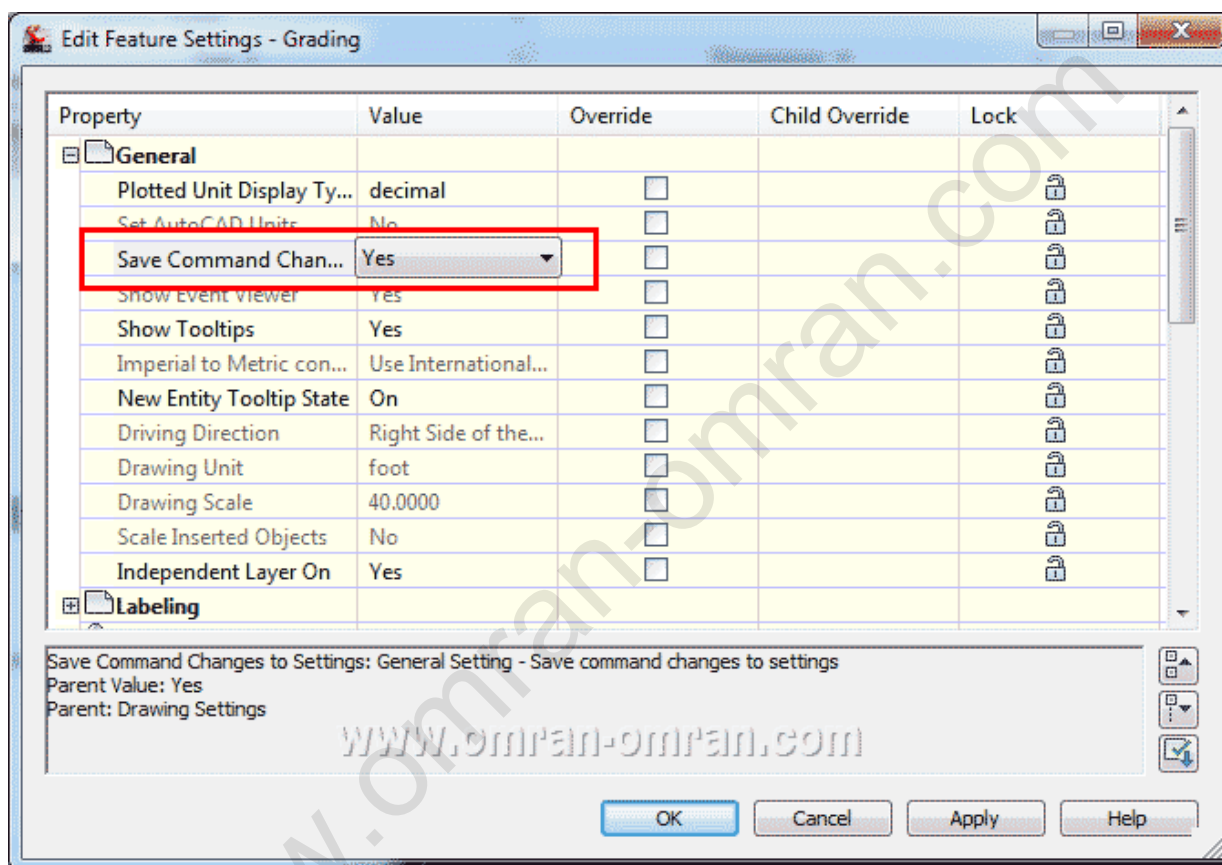 Edit Feature Settings - Grading
Property Value Override Child Override Lock
General
Plotted Unit Display Ty... decimal
Set AutoCAD Units No
Save Command Chan... Yes
Show Event Viewer Yes
Show Tooltips Yes
Imperial to Metric con... Use International...
New Entity Tooltip State On
Driving Direction Right Side of the...
Drawing Unit foot
Drawing Scale 40.0000
Scale Inserted Objects No
Independent Layer On Yes
Labeling
Save Command Changes to Settings: General Setting - Save command changes to settings
Parent Value: Yes
Parent: Drawing Settings
www.omran-omran.com
OK Cancel Apply Help
w.omran-omran.com